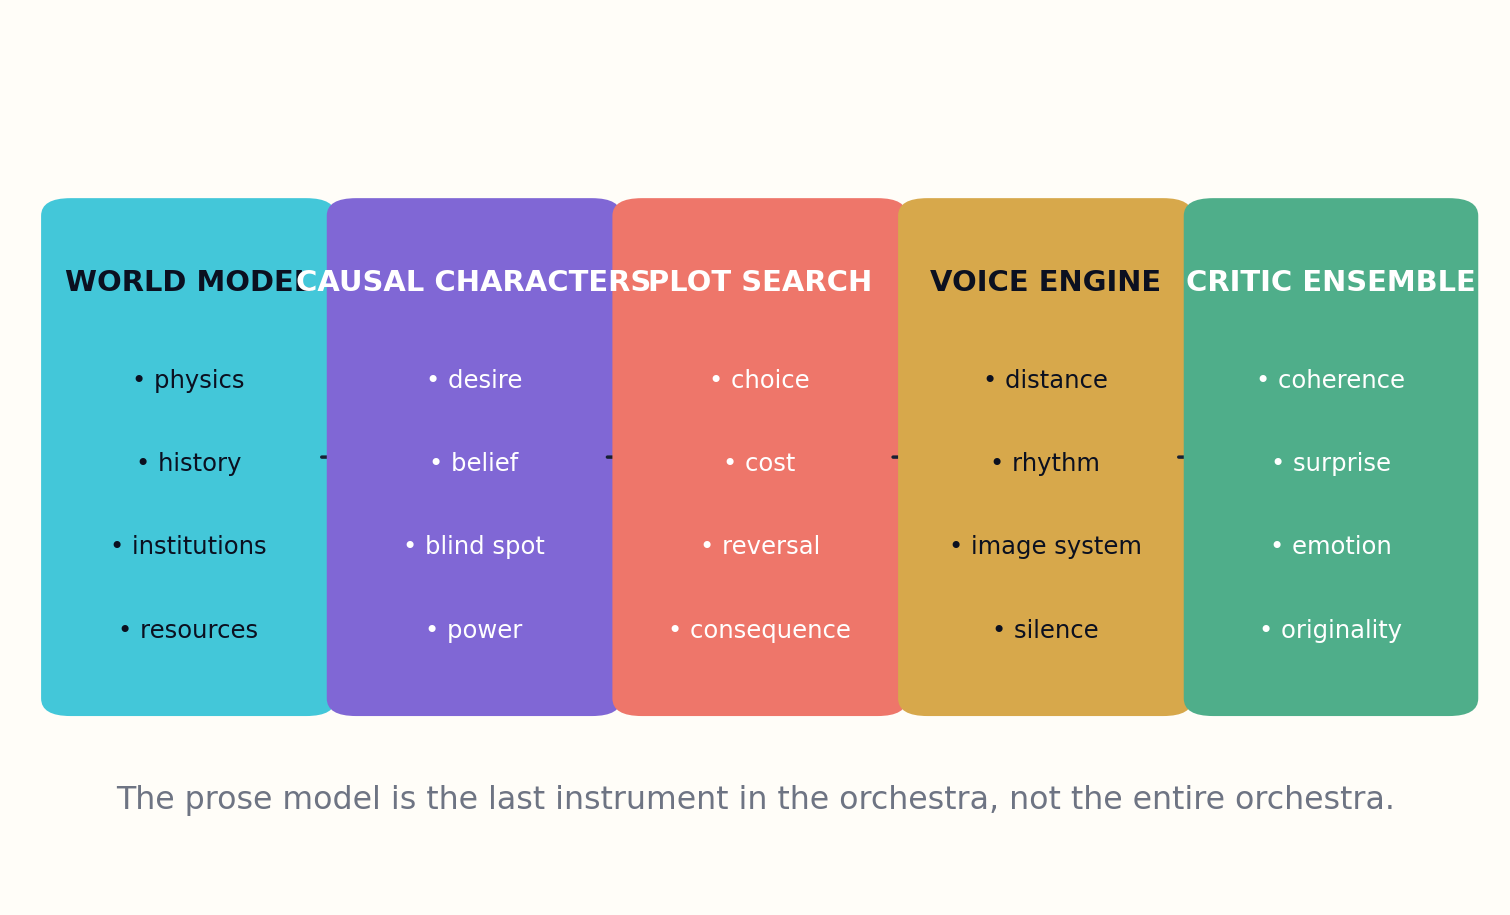 WORLD MODEL
• physics
• history
• institutions
• resources
CAUSAL CHARACTERS
• desire
• belief
• blind spot
• power
PLOT SEARCH
• choice
• cost
• reversal
• consequence
VOICE ENGINE
• distance
• rhythm
• image system
• silence
CRITIC ENSEMBLE
• coherence
• surprise
• emotion
• originality
The prose model is the last instrument in the orchestra, not the entire orchestra.